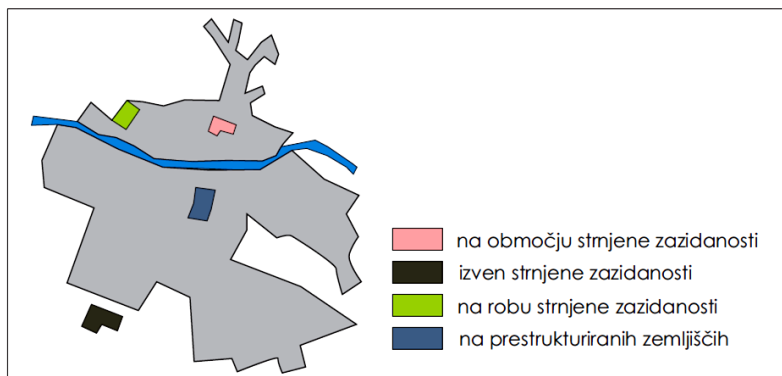 na območju strnjene zazidanosti
izven strnjene zazidanosti
na robu strnjene zazidanosti
na prestrukturiranih zemljiščih